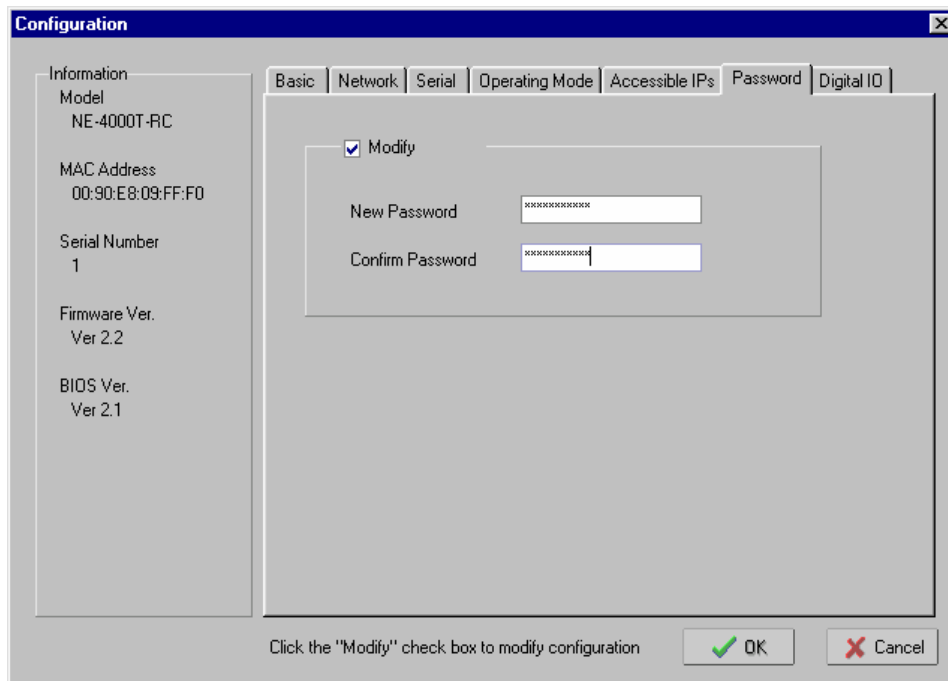 Configuration
Information
Model
NE-4000T-RC
MAC Address
00:90:E8:09:FF:F0
Serial Number
1
Firmware Ver.
Ver 2.2
BIOS Ver.
Ver 2.1
Basic Network Serial Operating Mode Accessible IPs Password Digital IO
Modify
New Password ***********
Confirm Password ***********
Click the "Modify" check box to modify configuration OK Cancel